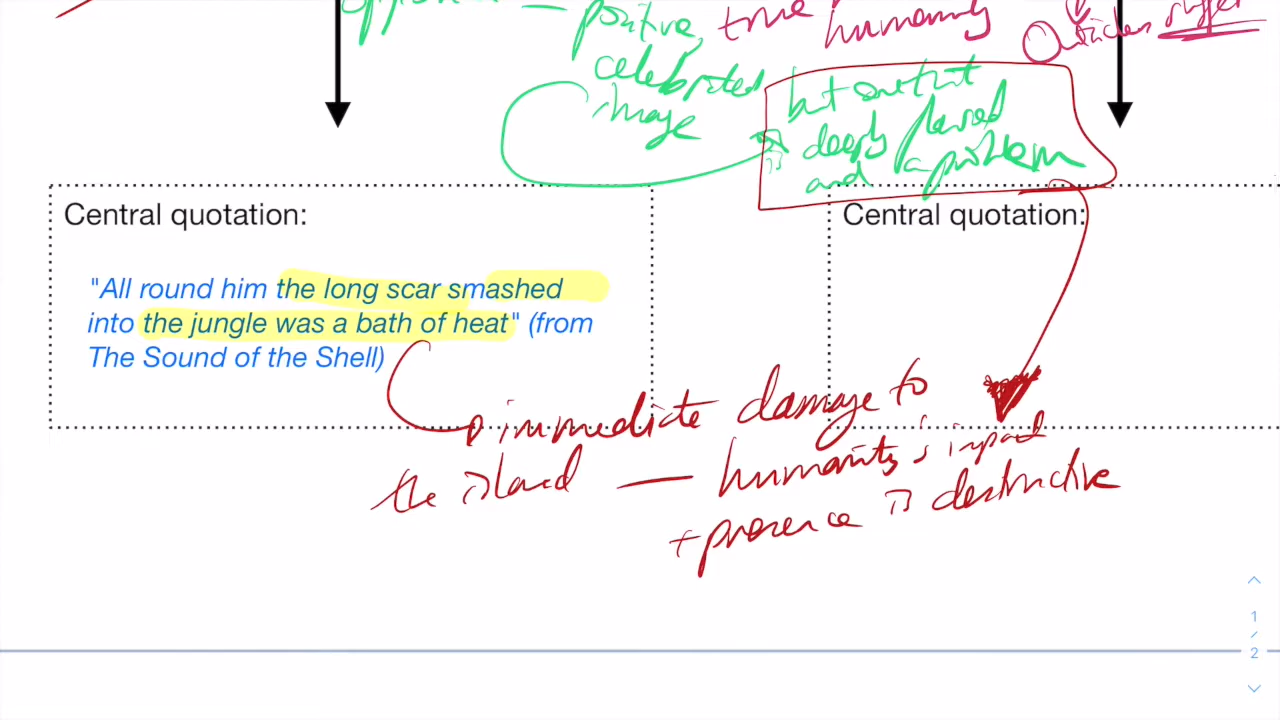 positive, true humanity
Outsiders suffer
celebrated
image
but
deeply flawed
and a problem
Central quotation:
"All round him the long scar smashed
into the jungle was a bath of heat" (from
The Sound of the Shell)
Central quotation:
immediate damage to
the island — humanity's impact
+ presence is destructive
1
/
2